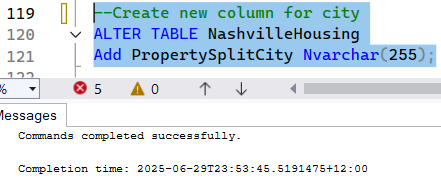 119 --Create new column for city
120 ALTER TABLE NashvilleHousing
121 Add PropertySplitCity Nvarchar(255);
% 5 0
Messages
Commands completed successfully.
Completion time: 2025-06-29T23:53:45.5191475+12:00